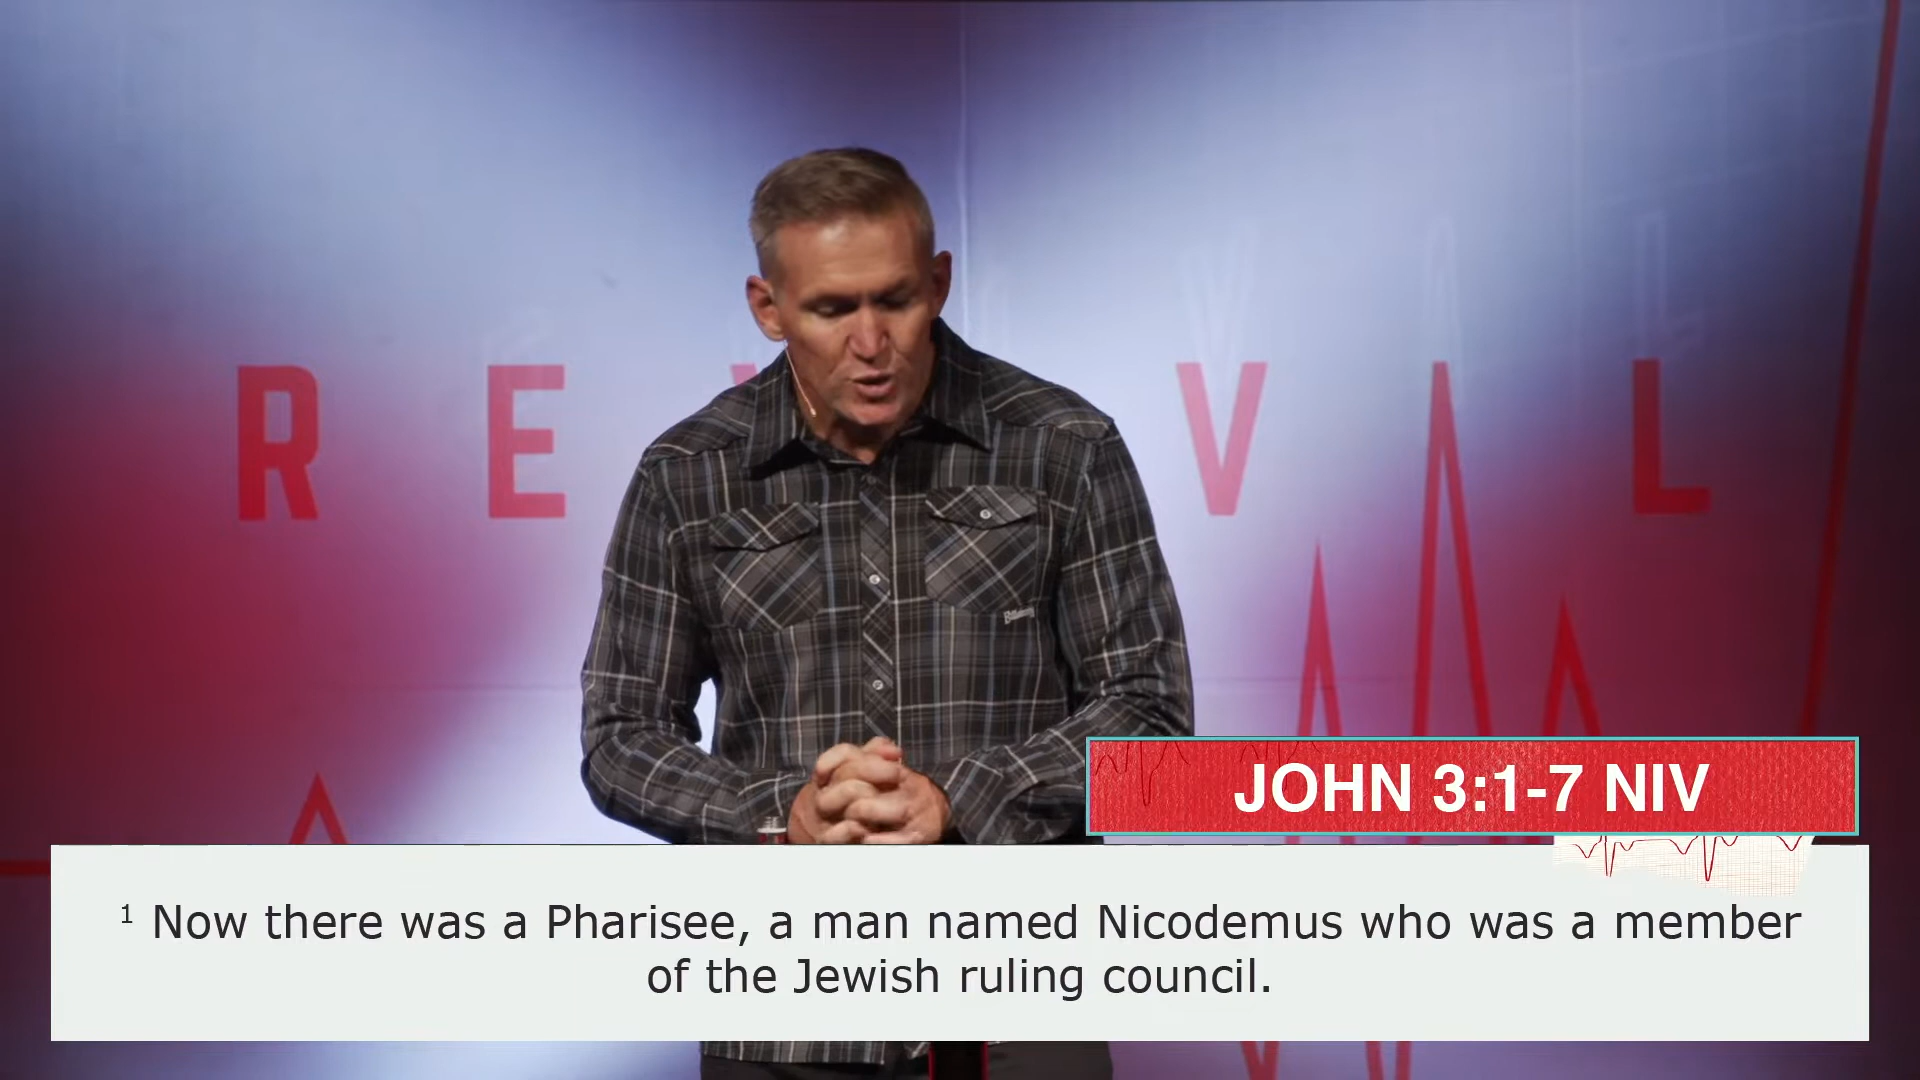 R E V V L
JOHN 3:1-7 NIV
1 Now there was a Pharisee, a man named Nicodemus who was a member
of the Jewish ruling council.